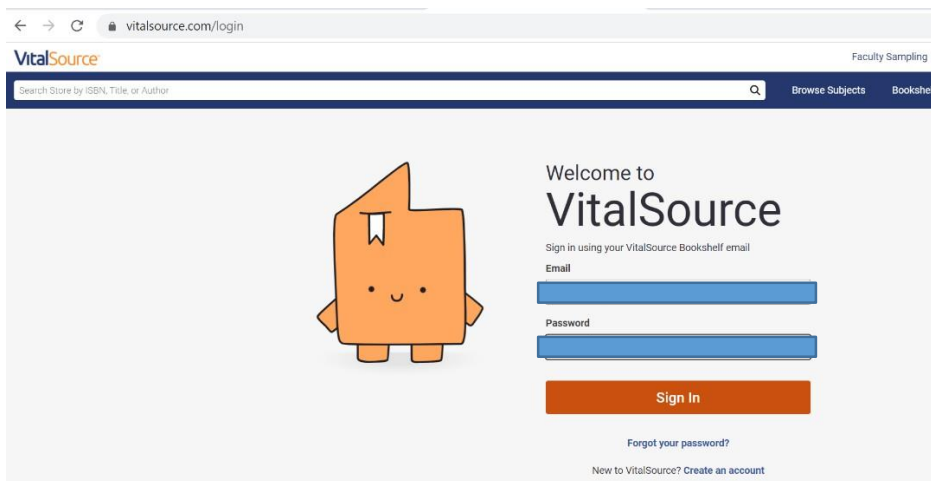 vitalsource.com/login
VitalSource
Faculty Sampling
Search Store by ISBN, Title, or Author
Browse Subjects
Bookshe
Welcome to
VitalSource
Sign in using your VitalSource Bookshelf email
Email
Password
Sign In
Forgot your password?
New to VitalSource? Create an account